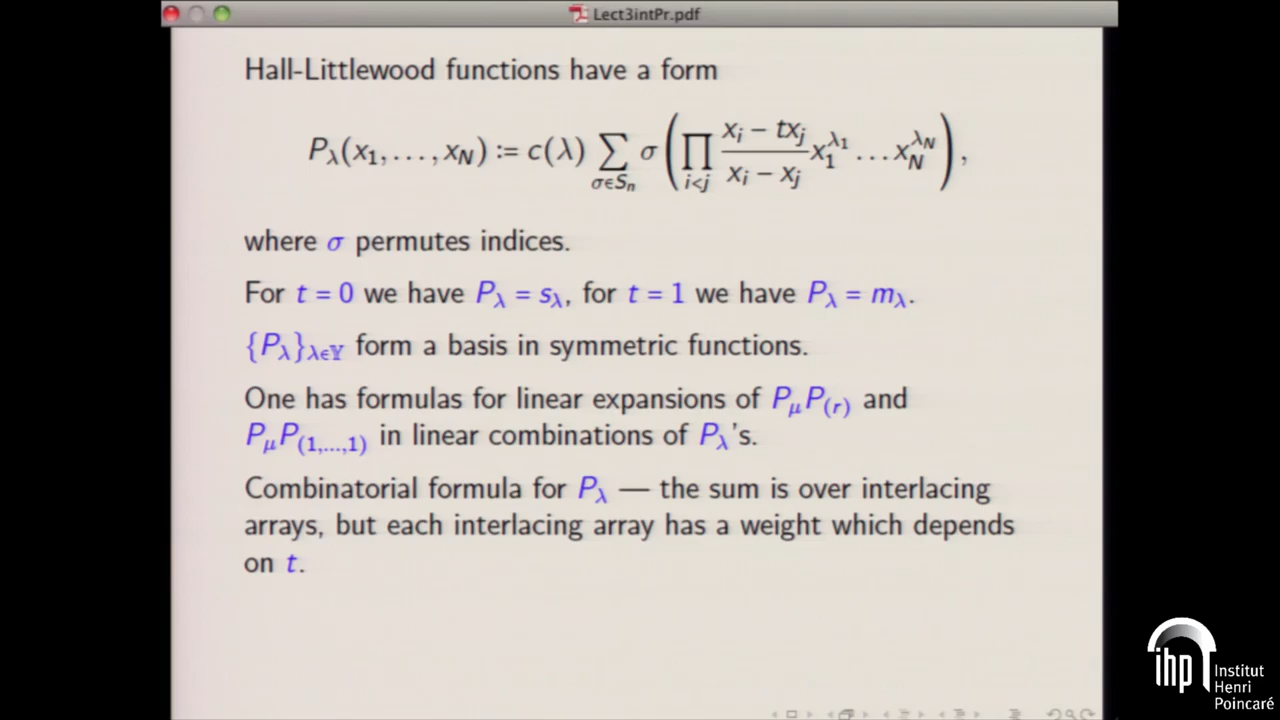 Lect3intPr.pdf
Hall-Littlewood functions have a form
P_λ(x_1, …, x_N) := c(λ) ∑_{σ∈S_n} σ ( ∏_{i<j} \frac{x_i − tx_j}{x_i − x_j} x_1^{λ_1} … x_N^{λ_N} ) ,
where σ permutes indices.
For t = 0 we have P_λ = s_λ, for t = 1 we have P_λ = m_λ.
{P_λ}_{λ∈𝕐} form a basis in symmetric functions.
One has formulas for linear expansions of P_μP_{(r)} and
P_μP_{(1,…,1)} in linear combinations of P_λ's.
Combinatorial formula for P_λ — the sum is over interlacing
arrays, but each interlacing array has a weight which depends
on t.
ihp
Institut
Henri
Poincaré